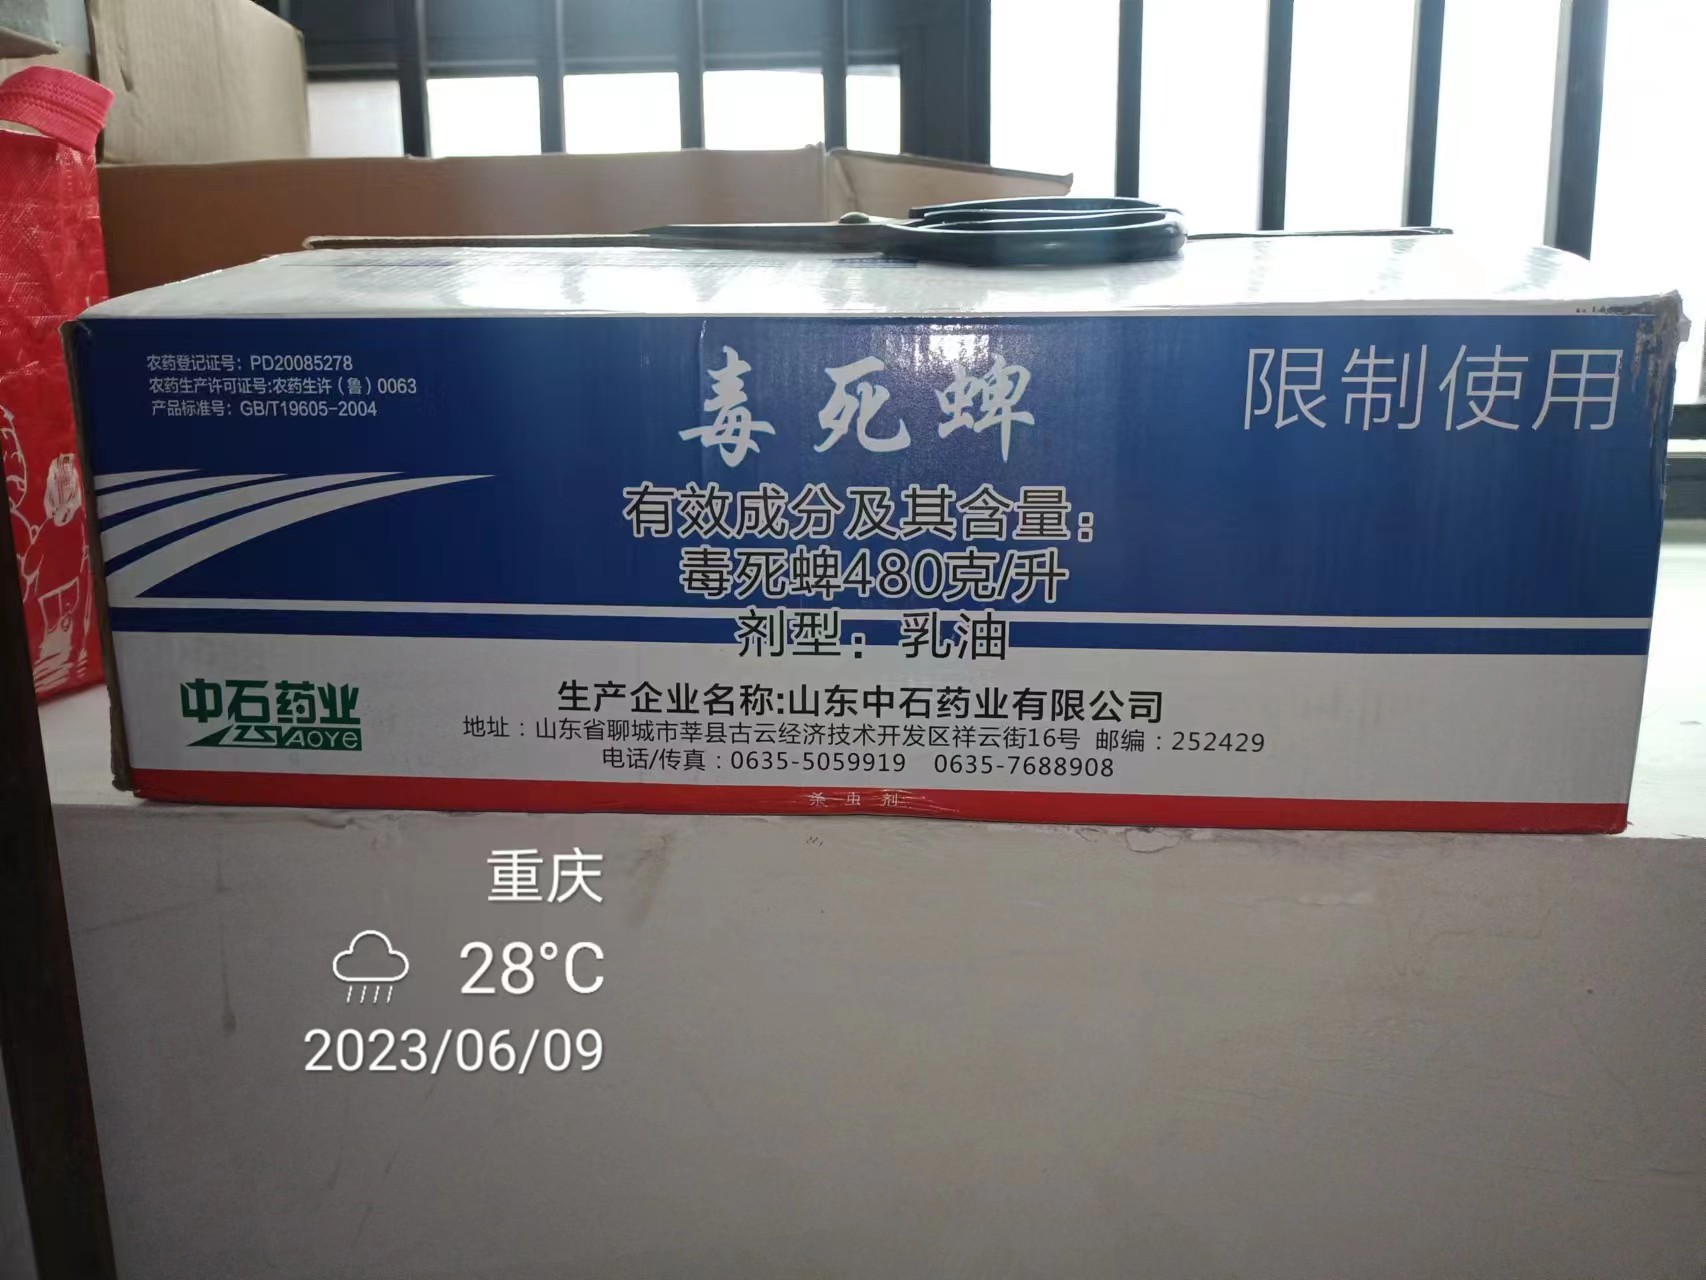 农药登记证号：PD20085278
农药生产许可证号:农药生许（鲁）0063
产品标准号：GB/T19605-2004
毒死蜱
限制使用
有效成分及其含量：
毒死蜱480克/升
剂型：乳油
中石药业
YAOYE
生产企业名称:山东中石药业有限公司
地址：山东省聊城市莘县古云经济技术开发区祥云街16号 邮编：252429
电话/传真：0635-5059919 0635-7688908
杀虫剂
重庆
28°C
2023/06/09